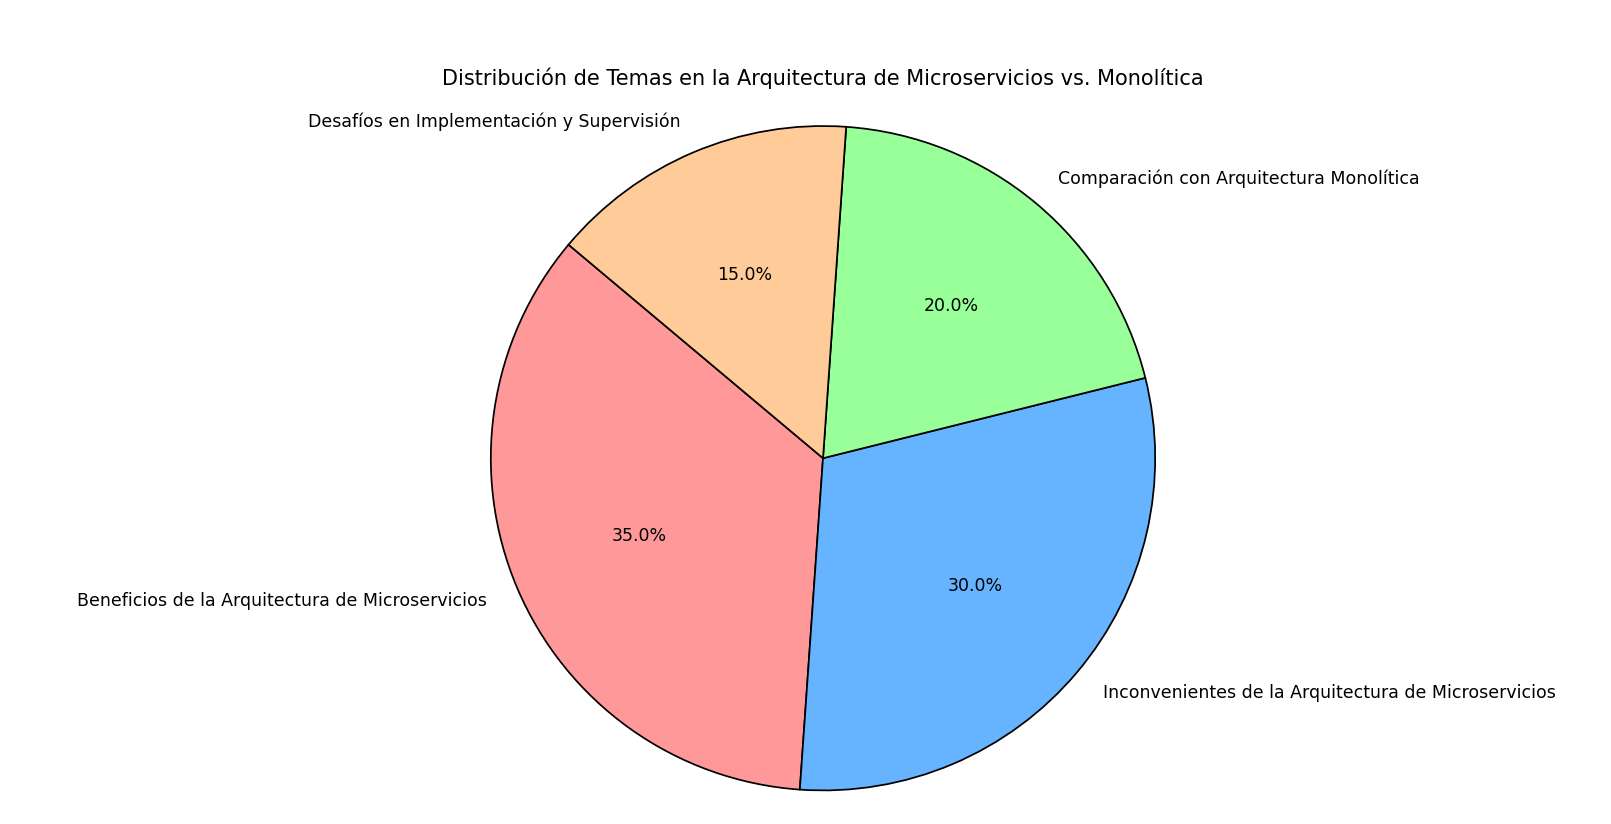 Distribución de Temas en la Arquitectura de Microservicios vs. Monolítica
Desafíos en Implementación y Supervisión
Comparación con Arquitectura Monolítica
15.0%
20.0%
35.0%
30.0%
Beneficios de la Arquitectura de Microservicios
Inconvenientes de la Arquitectura de Microservicios